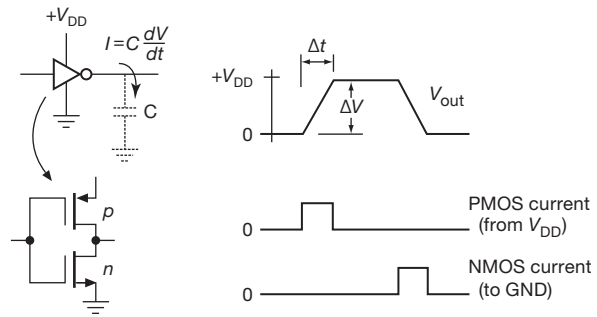 +V_DD
I = C dV/dt
C
p
n
Δt
+V_DD
ΔV
V_out
0
PMOS current
(from V_DD)
0
NMOS current
(to GND)
0